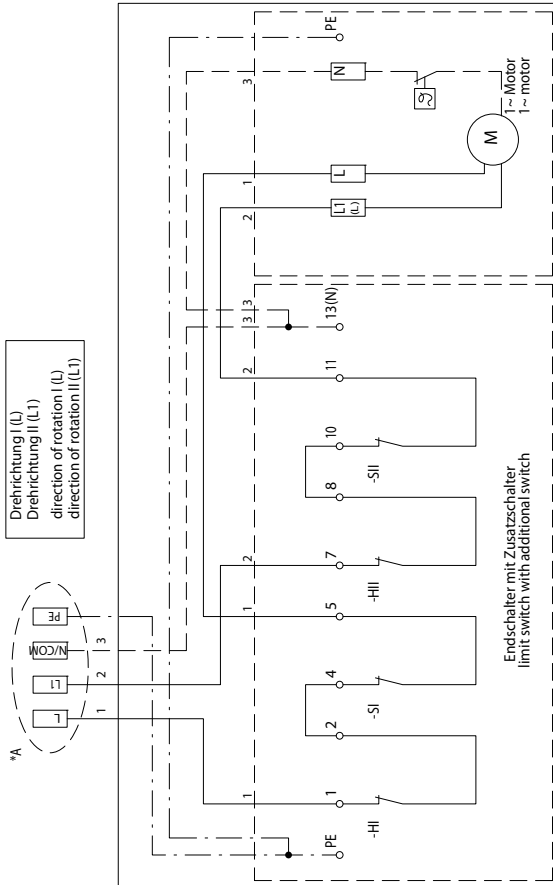 *A
L
L1
N/COM
PE
Drehrichtung I (L)
Drehrichtung II (L1)
direction of rotation I (L)
direction of rotation II (L1)
1
2
3
1
1
2
2
3
3
2
1
3
PE
1
2
4
5
7
8
10
11
13(N)
L1
(L)
L
N
PE
-HI
-SI
-HII
-SII
ϑ
M
1~ Motor
1~ motor
Endschalter mit Zusatzschalter
limit switch with additional switch